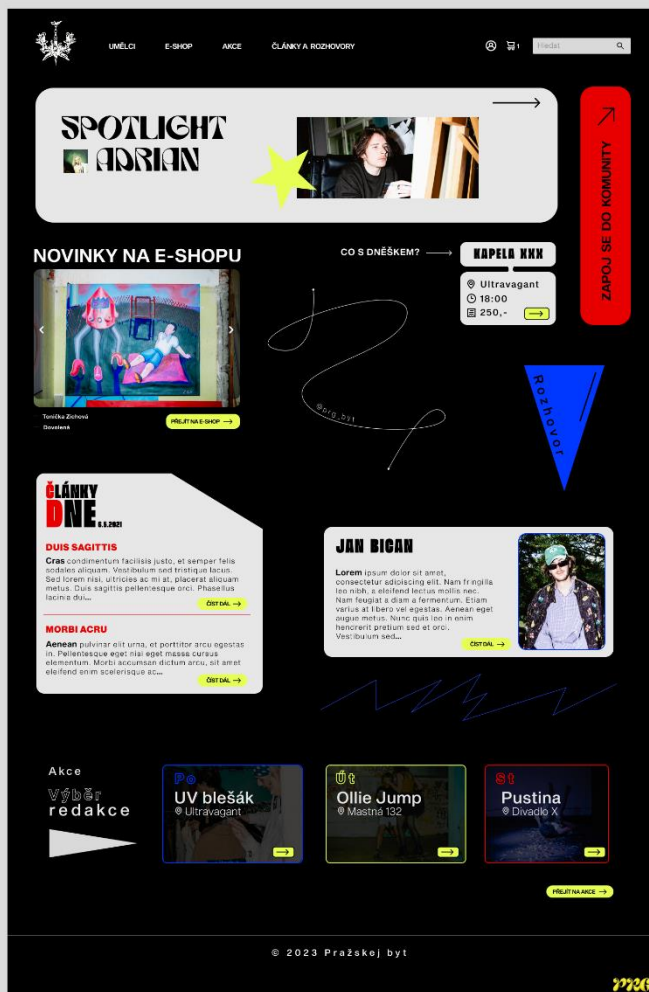 UMĚLCI
E-SHOP
AKCE
ČLÁNKY A ROZHOVORY
1
Hledat
SPOTLIGHT
ADRIAN
ZAPOJ SE DO KOMUNITY
NOVINKY NA E-SHOPU
CO S DNEŠKEM?
KAPELA XXX
Ultravagant
18:00
250,-
@prg_byt
Rozhovor
Tonička Zichová
Dovolená
PŘEJÍT NA E-SHOP
ČLÁNKY
DNE 8.5.2021
DUIS SAGITTIS
Cras condimentum facilisis justo, et semper felis
sodales aliquam. Vestibulum sed tristique lacus.
Sed lorem nisi, ultricies ac mi at, placerat aliquam
metus. Duis sagittis pellentesque orci. Phasellus
lacinia dui...
ČÍST DÁL
MORBI ACRU
Aenean pulvinar elit urna, et porttitor arcu egestas
in. Pellentesque eget nisi eget massa cursus
elementum. Morbi accumsan dictum arcu, sit amet
eleifend enim scelerisque ac...
ČÍST DÁL
JAN BICAN
Lorem ipsum dolor sit amet,
consectetur adipiscing elit. Nam fringilla
leo nibh, a eleifend lectus mollis nec.
Nam feugiat a diam a fermentum. Etiam
varius at libero vel egestas. Aenean eget
augue metus. Nunc quis leo in enim
hendrerit pretium sed et orci.
Vestibulum sed...
ČÍST DÁL
Akce
Výběr
redakce
Po
UV blešák
Ultravagant
Út
Ollie Jump
Mastná 132
St
Pustina
Divadlo X
PŘEJÍT NA AKCE
© 2023 Pražskej byt
PRG